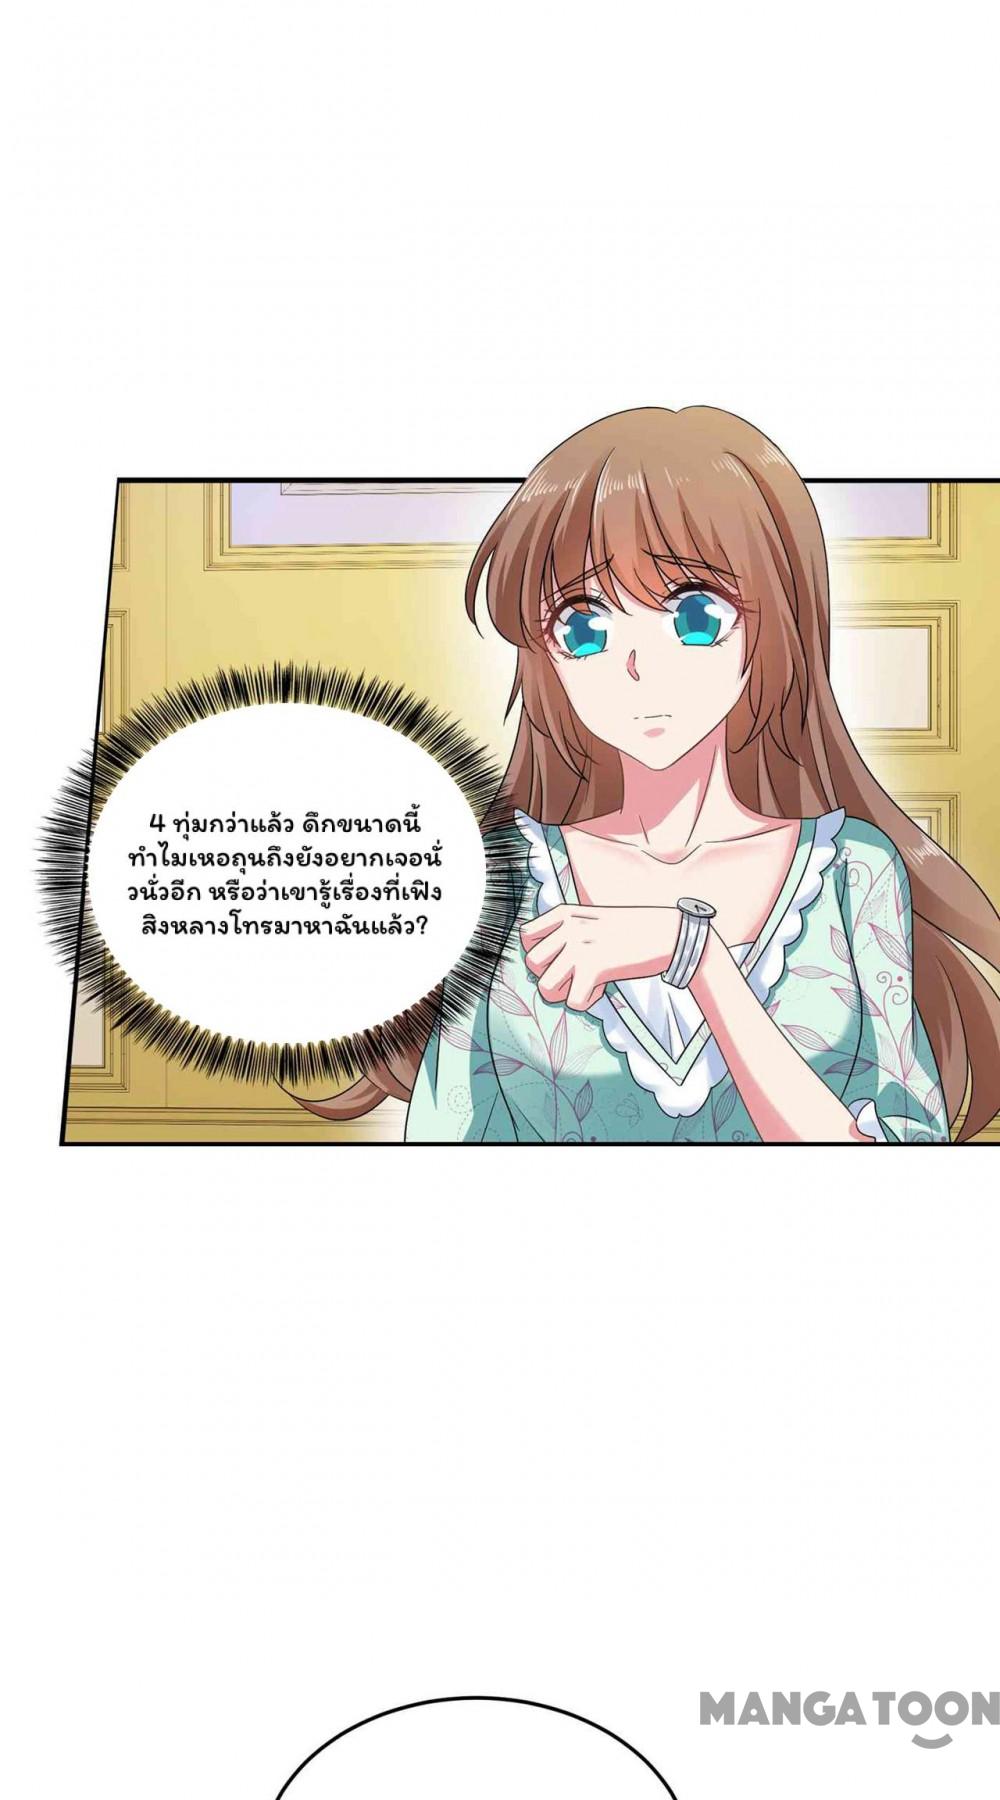 4 ทุ่มกว่าแล้ว ดึกขนาดนี้
ทำไมเหอถุนถึงยังอยากเจอนั่
วนั่วอีก หรือว่าเขารู้เรื่องที่เฟิง
สิงหลางโทรมาหาฉันแล้ว?
MANGATOON